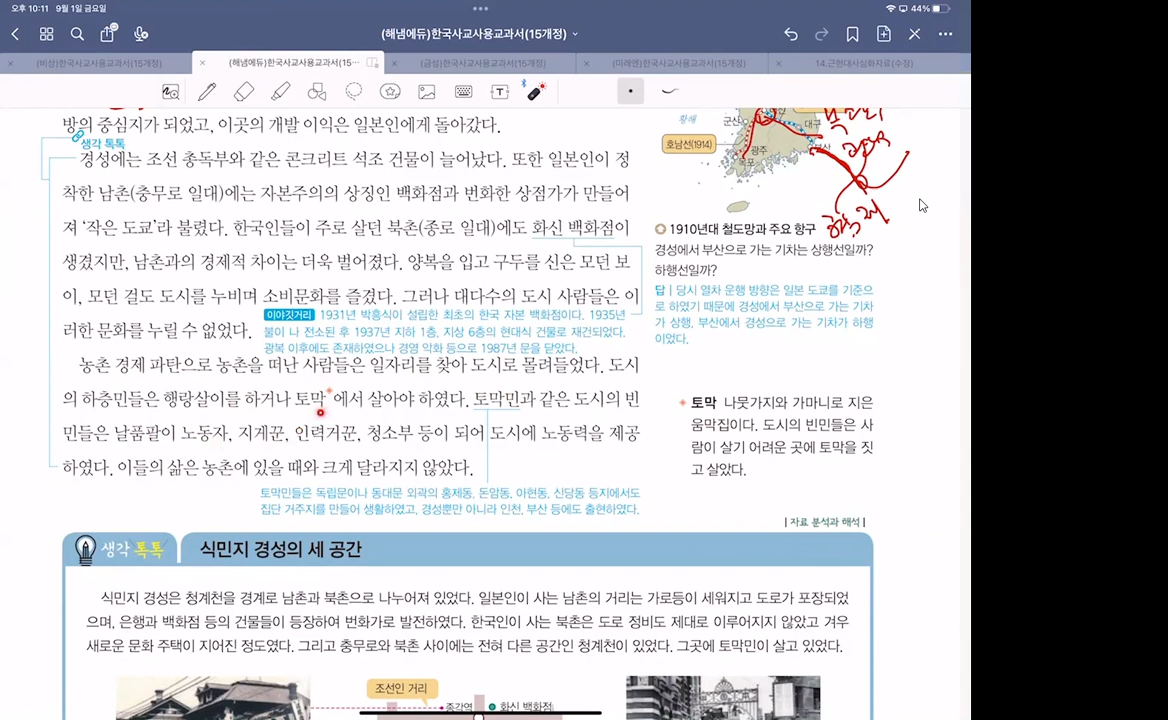 오후 10:11 9월 1일 금요일
44%
(해냄에듀)한국사교사용교과서(15개정)
(비상)한국사교사용교과서(15개정)
(해냄에듀)한국사교사용교과서(15…
(금성)한국사교사용교과서(15개정)
(미래엔)한국사교사용교과서(15개정)
14.근현대사심화자료(수정)
방의 중심지가 되었고, 이곳의 개발 이익은 일본인에게 돌아갔다.
생각 톡톡
경성에는 조선 총독부와 같은 콘크리트 석조 건물이 늘어났다. 또한 일본인이 정
착한 남촌(충무로 일대)에는 자본주의의 상징인 백화점과 번화한 상점가가 만들어
져 '작은 도쿄'라 불렸다. 한국인들이 주로 살던 북촌(종로 일대)에도 화신 백화점이
생겼지만, 남촌과의 경제적 차이는 더욱 벌어졌다. 양복을 입고 구두를 신은 모던 보
이, 모던 걸도 도시를 누비며 소비문화를 즐겼다. 그러나 대다수의 도시 사람들은 이
러한 문화를 누릴 수 없었다.
이야깃거리 1931년 박흥식이 설립한 최초의 한국 자본 백화점이다. 1935년
불이 나 전소된 후 1937년 지하 1층, 지상 6층의 현대식 건물로 재건되었다.
광복 이후에도 존재하였으나 경영 악화 등으로 1987년 문을 닫았다.
농촌 경제 파탄으로 농촌을 떠난 사람들은 일자리를 찾아 도시로 몰려들었다. 도시
의 하층민들은 행랑살이를 하거나 토막에서 살아야 하였다. 토막민과 같은 도시의 빈
민들은 날품팔이 노동자, 지게꾼, 인력거꾼, 청소부 등이 되어 도시에 노동력을 제공
하였다. 이들의 삶은 농촌에 있을 때와 크게 달라지지 않았다.
토막민들은 독립문이나 동대문 외곽의 홍제동, 돈암동, 아현동, 신당동 등지에서도
집단 거주지를 만들어 생활하였고, 경성뿐만 아니라 인천, 부산 등에도 출현하였다.
황해
군산
대구
호남선(1914)
광주
목포
부산
1910년대 철도망과 주요 항구
경성에서 부산으로 가는 기차는 상행선일까?
하행선일까?
답 | 당시 열차 운행 방향은 일본 도쿄를 기준으
로 하였기 때문에 경성에서 부산으로 가는 기차
가 상행, 부산에서 경성으로 가는 기차가 하행
이었다.
토막 나뭇가지와 가마니로 지은
움막집이다. 도시의 빈민들은 사
람이 살기 어려운 곳에 토막을 짓
고 살았다.
| 자료 분석과 해석 |
생각 톡톡 식민지 경성의 세 공간
식민지 경성은 청계천을 경계로 남촌과 북촌으로 나누어져 있었다. 일본인이 사는 남촌의 거리는 가로등이 세워지고 도로가 포장되었
으며, 은행과 백화점 등의 건물들이 등장하여 번화가로 발전하였다. 한국인이 사는 북촌은 도로 정비도 제대로 이루어지지 않았고 겨우
새로운 문화 주택이 지어진 정도였다. 그리고 충무로와 북촌 사이에는 전혀 다른 공간인 청계천이 있었다. 그곳에 토막민이 살고 있었다.
조선인 거리
종각역
화신 백화점